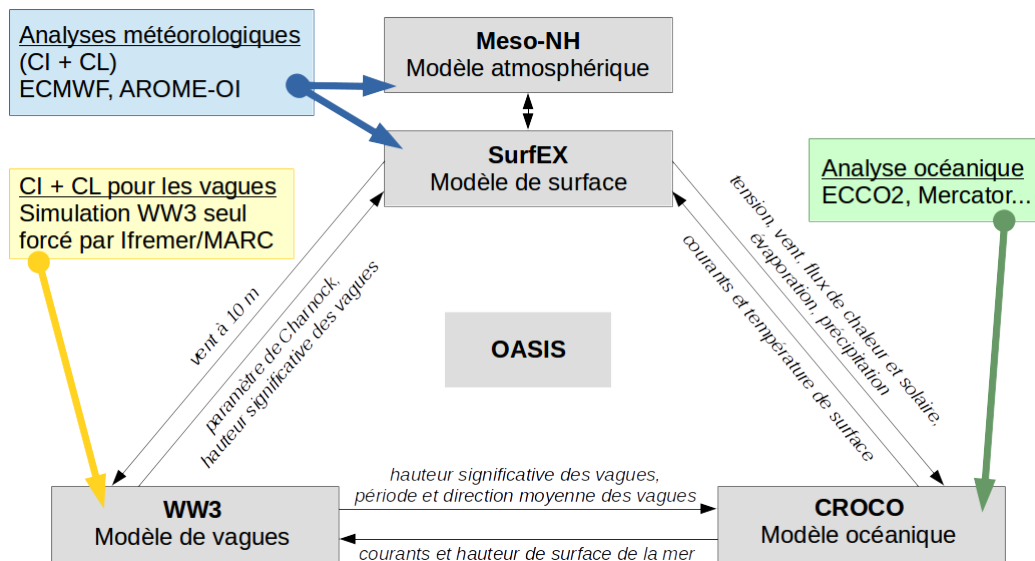 Analyses météorologiques
(CI + CL)
ECMWF, AROME-OI
Meso-NH
Modèle atmosphérique
SurfEX
Modèle de surface
CI + CL pour les vagues
Simulation WW3 seul
forcé par Ifremer/MARC
Analyse océanique
ECCO2, Mercator...
vent à 10 m
paramètre de Charnock,
hauteur significative des vagues
tension, vent, flux de chaleur et solaire,
évaporation, précipitation
courants et température de surface
OASIS
hauteur significative des vagues,
période et direction moyenne des vagues
WW3
Modèle de vagues
CROCO
Modèle océanique
courants et hauteur de surface de la mer